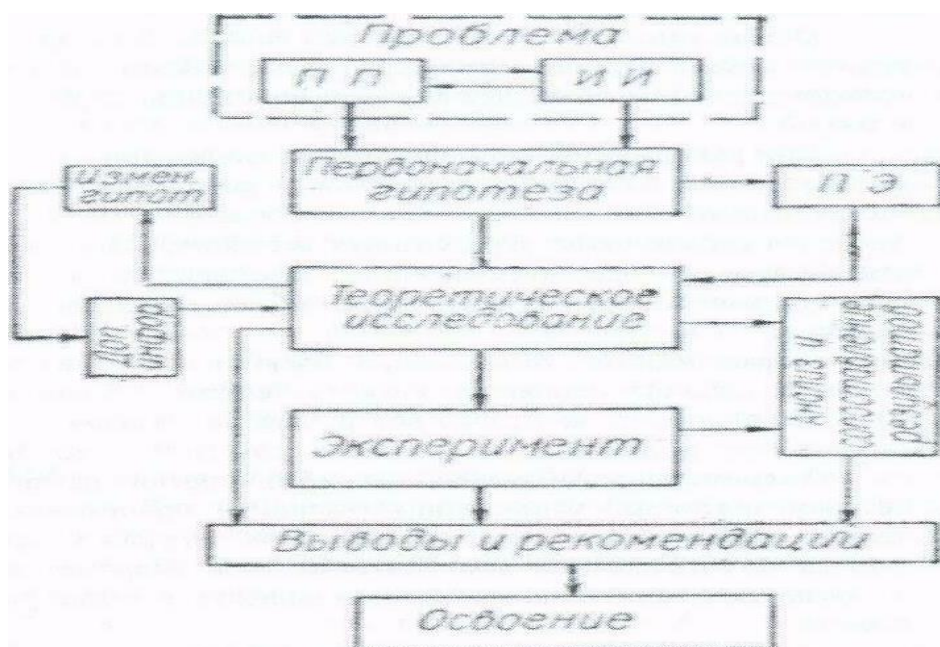 Проблема
П П
И И
Первоначальная
гипотеза
П Э
Измен.
гипот
Теоретическое
исследование
Доп
инфор
Анализ и
сопоставление
результатов
Эксперимент
Выводы и рекомендации
Освоение